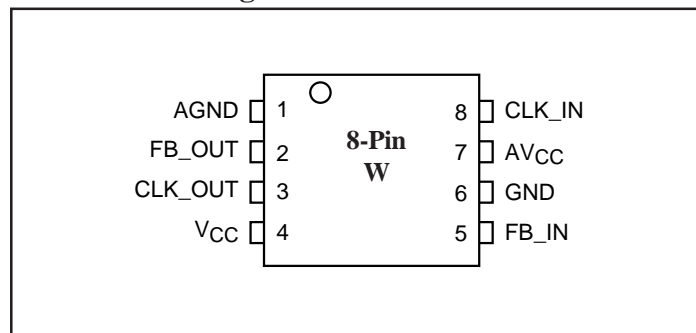 AGND 1 8 CLK_IN
FB_OUT 2 8-Pin 7 AVCC
CLK_OUT 3 W 6 GND
VCC 4 5 FB_IN